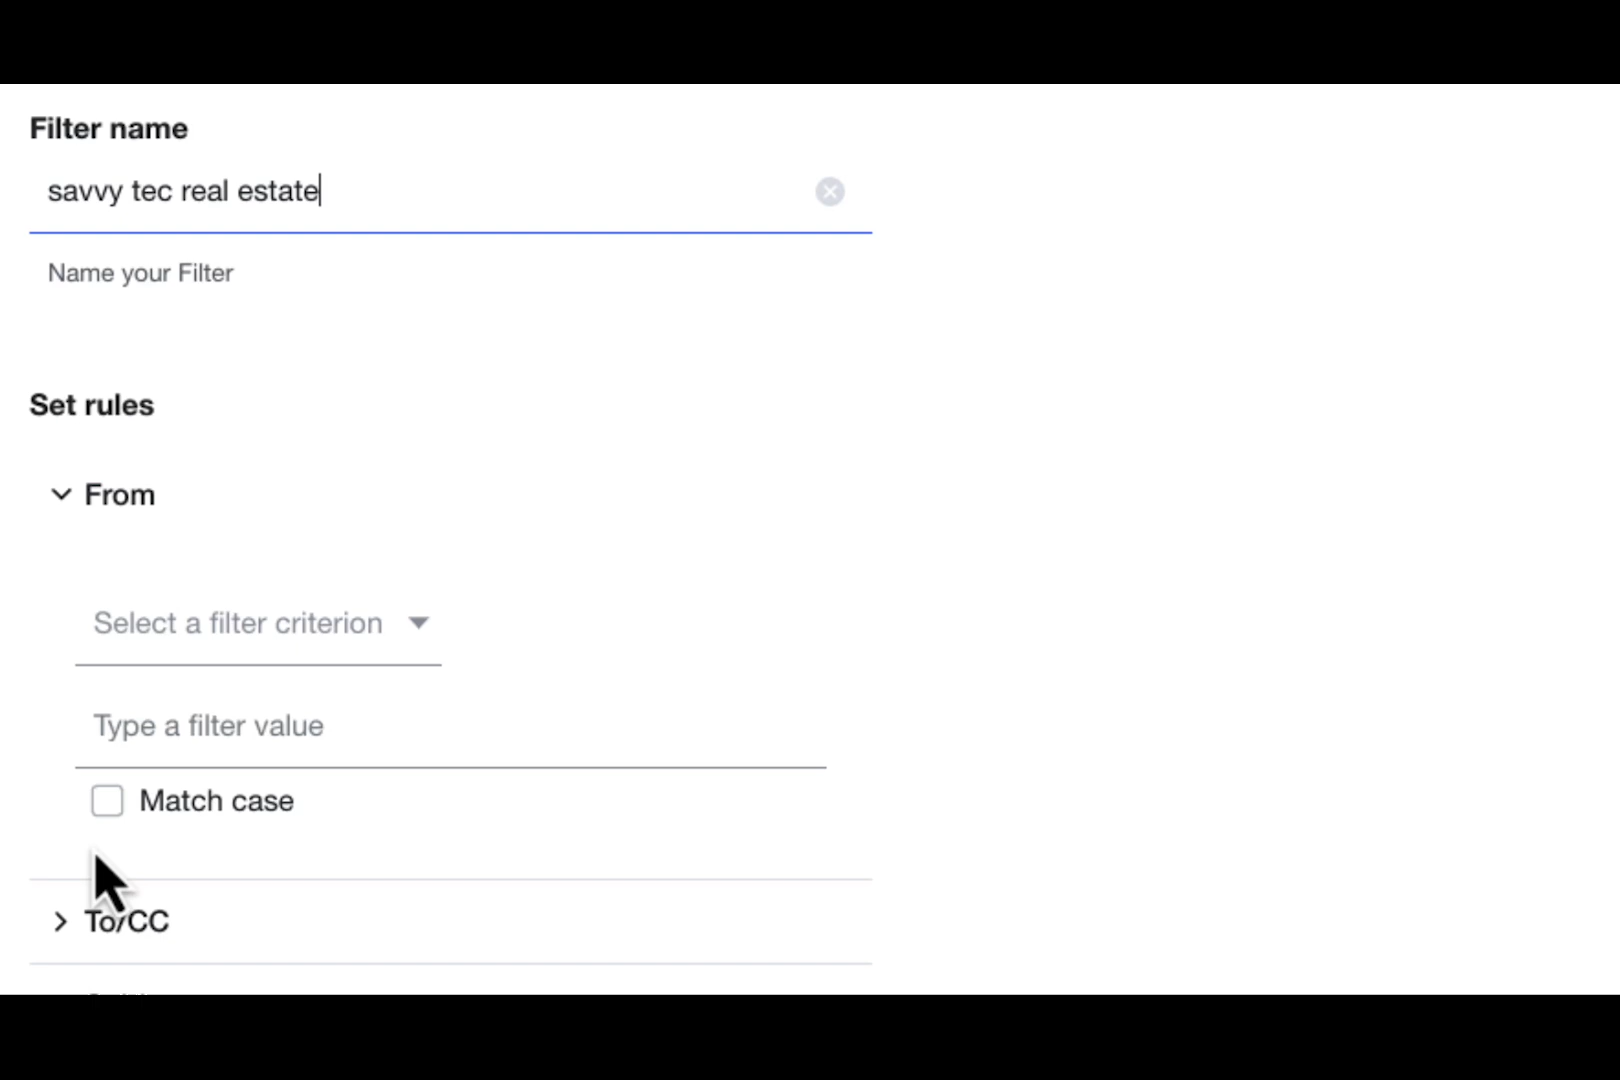 Filter name
savvy tec real estate
Name your Filter
Set rules
From
Select a filter criterion
Type a filter value
Match case
To/CC